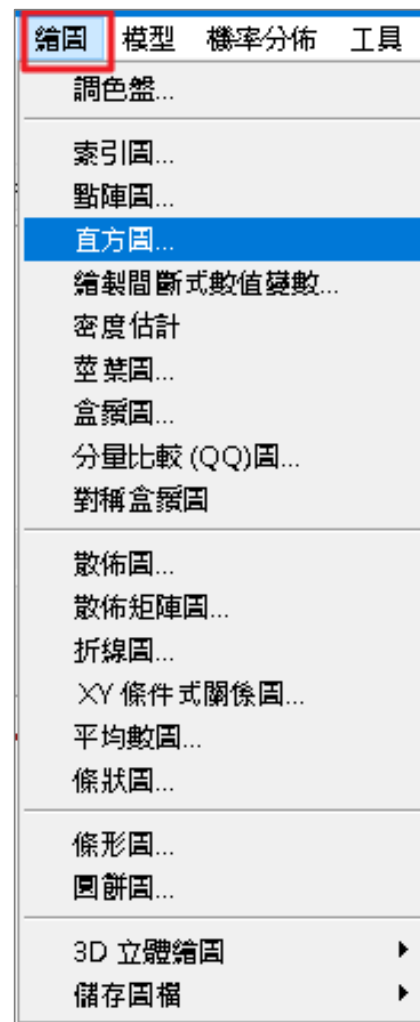 繪圖 模型 機率分佈 工具
調色盤...
索引圖...
點陣圖...
直方圖...
繪製間斷式數值變數...
密度估計
莖葉圖...
盒鬚圖...
分量比較 (QQ)圖...
對稱盒鬚圖
散佈圖...
散佈矩陣圖...
折線圖...
XY 條件式關係圖...
平均數圖...
條狀圖...
條形圖...
圓餅圖...
3D 立體繪圖
儲存圖檔